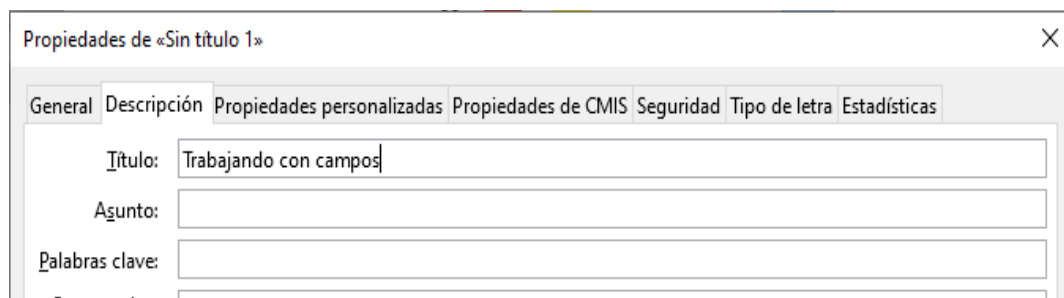 Propiedades de «Sin título 1»
General Descripción Propiedades personalizadas Propiedades de CMIS Seguridad Tipo de letra Estadísticas
Título: Trabajando con campos
Asunto:
Palabras clave: